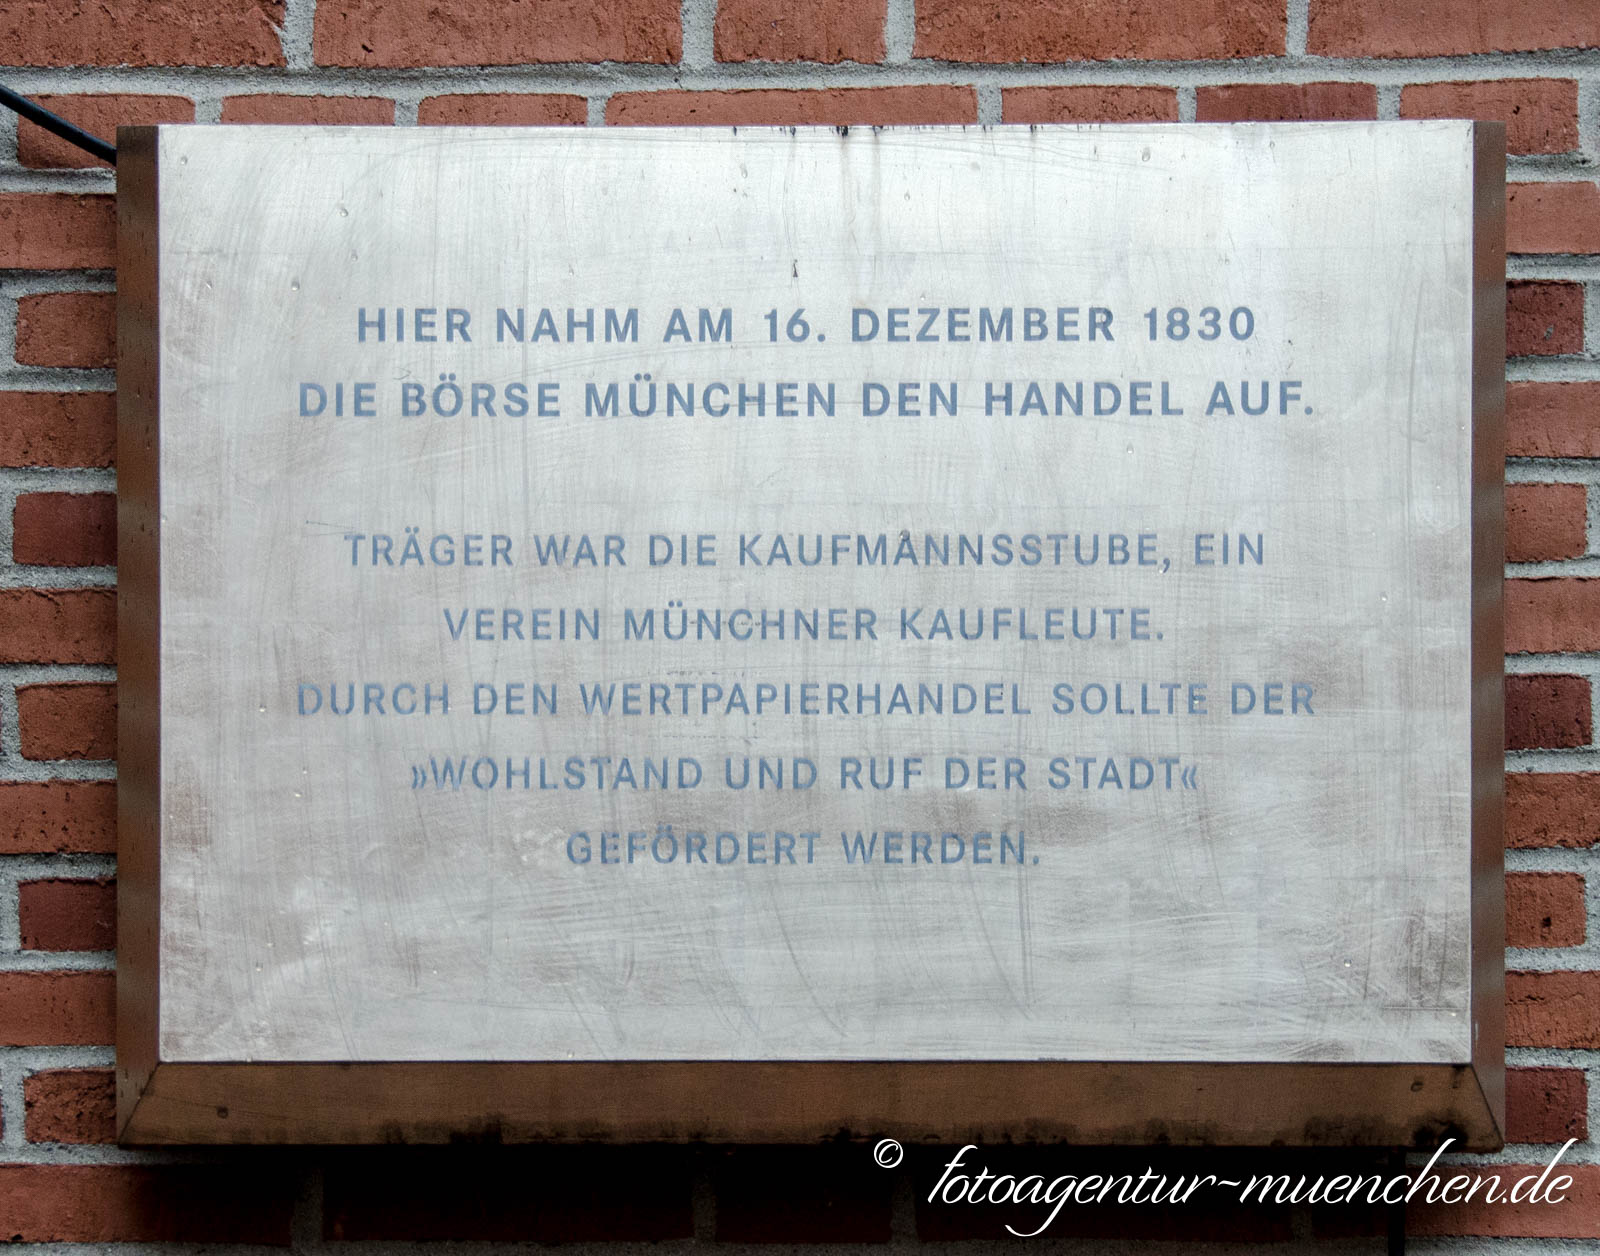 HIER NAHM AM 16. DEZEMBER 1830
DIE BÖRSE MÜNCHEN DEN HANDEL AUF.
TRÄGER WAR DIE KAUFMANNSSTUBE, EIN
VEREIN MÜNCHNER KAUFLEUTE.
DURCH DEN WERTPAPIERHANDEL SOLLTE DER
»WOHLSTAND UND RUF DER STADT«
GEFÖRDERT WERDEN.
© fotoagentur-muenchen.de